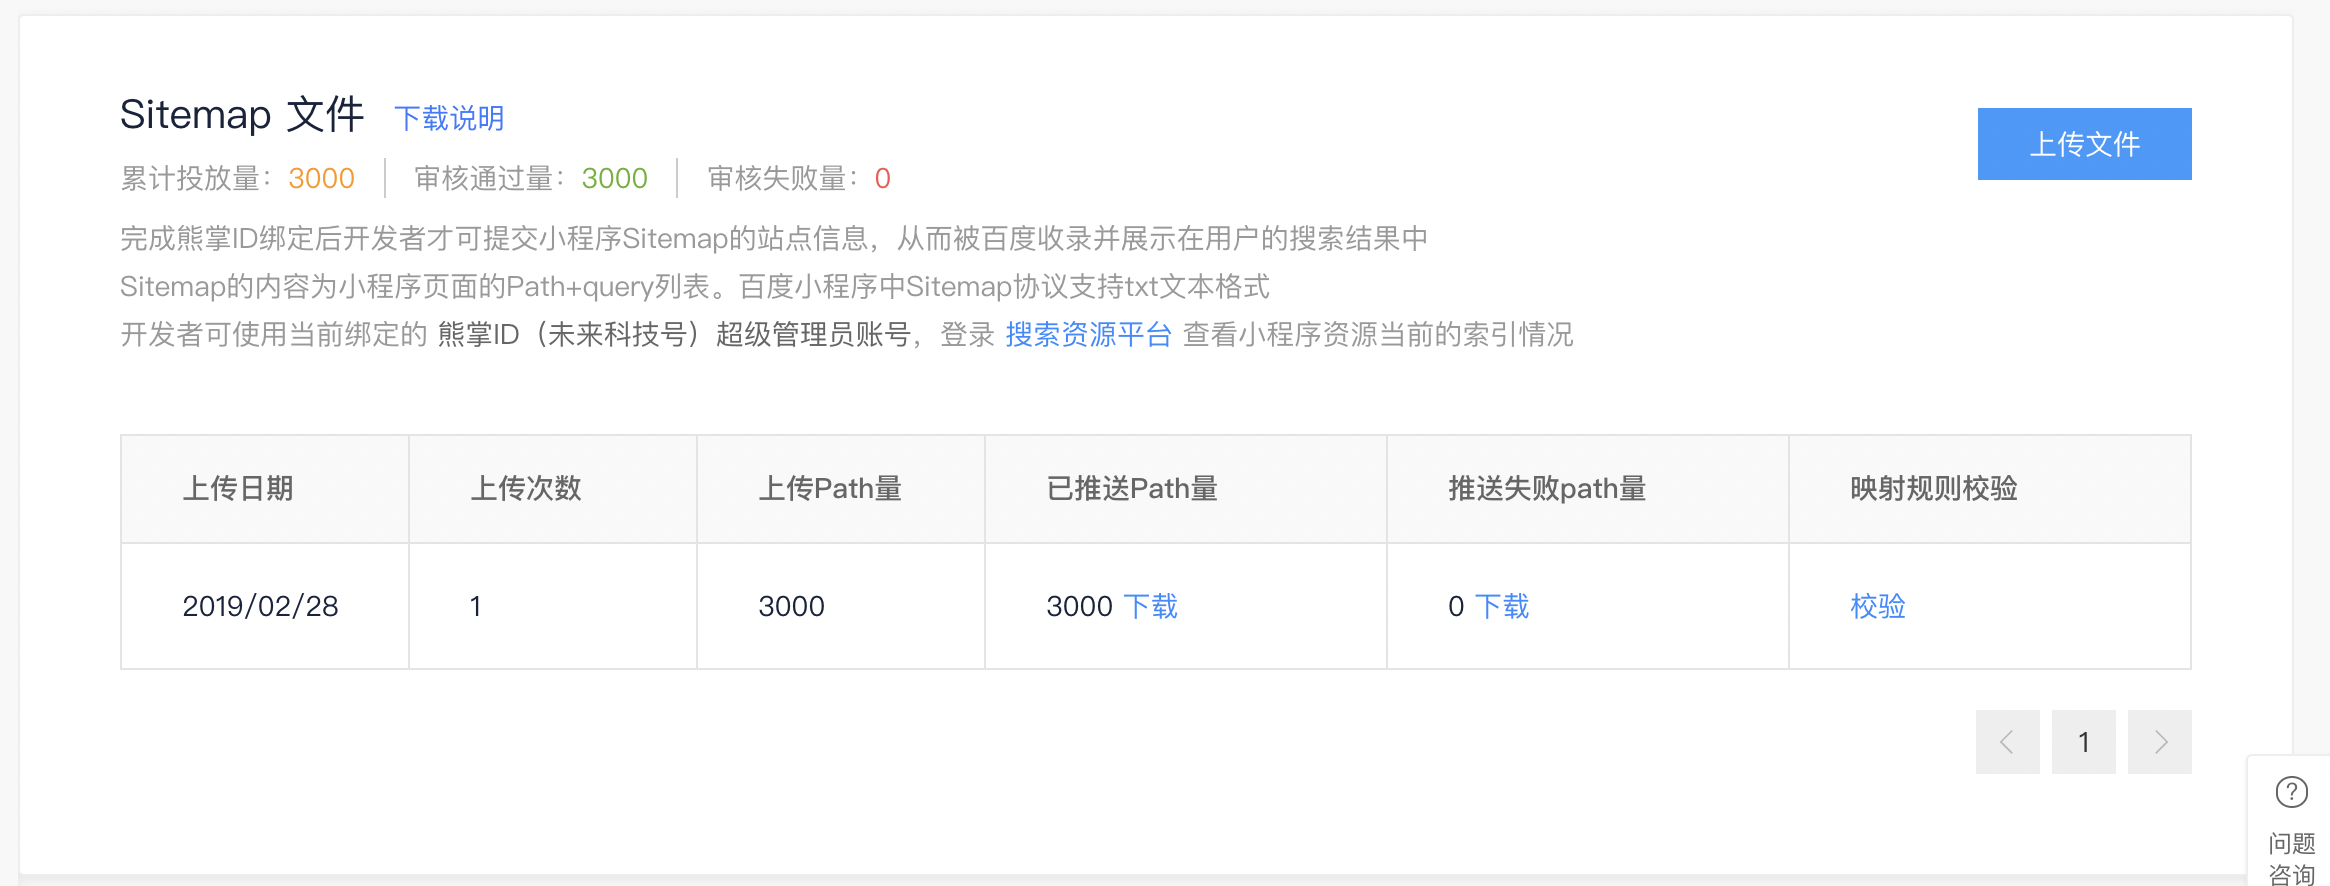 Sitemap 文件 下载说明
上传文件
累计投放量： 3000 审核通过量： 3000 审核失败量： 0
完成熊掌ID绑定后开发者才可提交小程序Sitemap的站点信息，从而被百度收录并展示在用户的搜索结果中
Sitemap的内容为小程序页面的Path+query列表。百度小程序中Sitemap协议支持txt文本格式
开发者可使用当前绑定的 熊掌ID（未来科技号）超级管理员账号，登录 搜索资源平台 查看小程序资源当前的索引情况
上传日期 上传次数 上传Path量 已推送Path量 推送失败path量 映射规则校验
2019/02/28 1 3000 3000 下载 0 下载 校验
1
?
问题
咨询